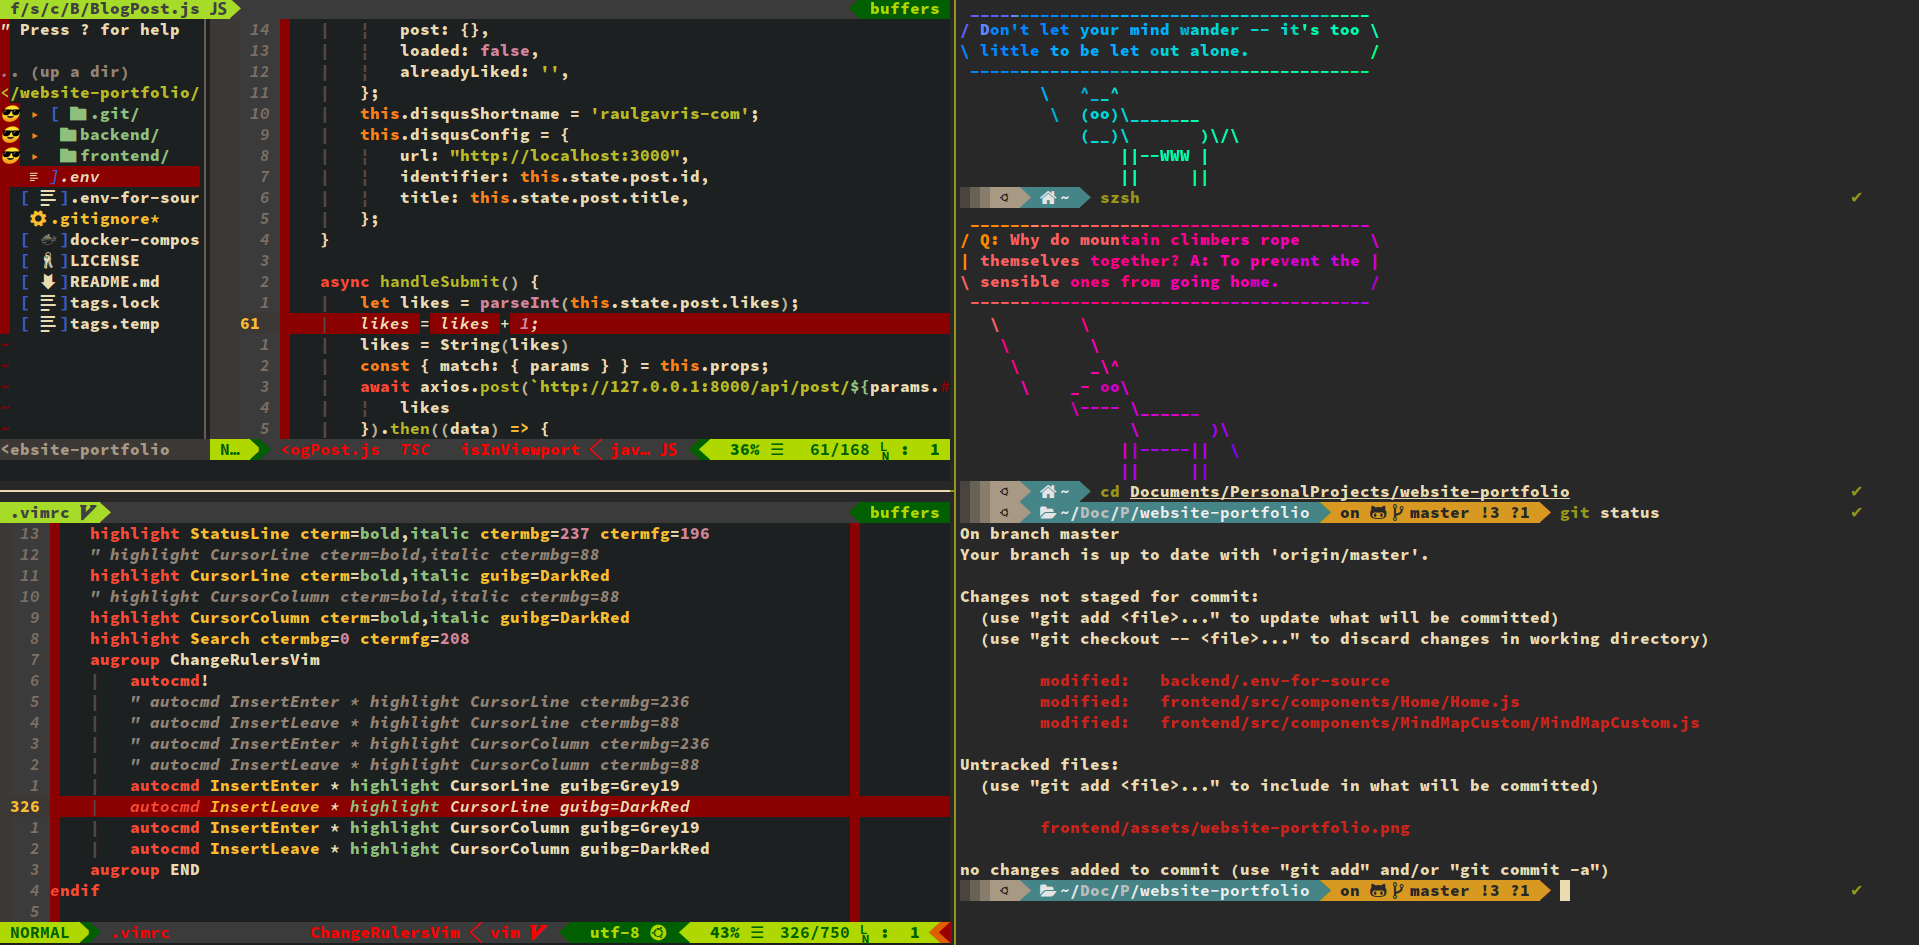 f/s/c/B/BlogPost.js JS buffers
" Press ? for help
.. (up a dir)
</website-portfolio/
▸ [ .git/
▸ backend/
▸ frontend/
].env
[ ].env-for-sour
.gitignore*
[ ]docker-compos
[ ]LICENSE
[ ]README.md
[ ]tags.lock
[ ]tags.temp
~
~
~
~
~
14 post: {},
13 loaded: false,
12 alreadyLiked: '',
11 };
10 this.disqusShortname = 'raulgavris-com';
9 this.disqusConfig = {
8 url: "http://localhost:3000",
7 identifier: this.state.post.id,
6 title: this.state.post.title,
5 };
4 }
3
2 async handleSubmit() {
1 let likes = parseInt(this.state.post.likes);
61 likes = likes + 1;
1 likes = String(likes)
2 const { match: { params } } = this.props;
3 await axios.post(`http://127.0.0.1:8000/api/post/${params.#
4 likes
5 }).then((data) => {
<ebsite-portfolio N… <ogPost.js TSC isInViewport jav… JS 36% ☰ 61/168 LN : 1
.vimrc buffers
13 highlight StatusLine cterm=bold,italic ctermbg=237 ctermfg=196
12 " highlight CursorLine cterm=bold,italic ctermbg=88
11 highlight CursorLine cterm=bold,italic guibg=DarkRed
10 " highlight CursorColumn cterm=bold,italic ctermbg=88
9 highlight CursorColumn cterm=bold,italic guibg=DarkRed
8 highlight Search ctermbg=0 ctermfg=208
7 augroup ChangeRulersVim
6 autocmd!
5 " autocmd InsertEnter * highlight CursorLine ctermbg=236
4 " autocmd InsertLeave * highlight CursorLine ctermbg=88
3 " autocmd InsertEnter * highlight CursorColumn ctermbg=236
2 " autocmd InsertLeave * highlight CursorColumn ctermbg=88
1 autocmd InsertEnter * highlight CursorLine guibg=Grey19
326 autocmd InsertLeave * highlight CursorLine guibg=DarkRed
1 autocmd InsertEnter * highlight CursorColumn guibg=Grey19
2 autocmd InsertLeave * highlight CursorColumn guibg=DarkRed
3 augroup END
4 endif
5
NORMAL .vimrc ChangeRulersVim vim utf-8 43% ☰ 326/750 LN : 1
________________________________________
/ Don't let your mind wander -- it's too \
\ little to be let out alone.            /
----------------------------------------
        \   ^__^
         \  (oo)\_______
            (__)\       )\/\
                ||--WWW |
                ||     ||
~ szsh ✔
________________________________________
/ Q: Why do mountain climbers rope       \
| themselves together? A: To prevent the |
\ sensible ones from going home.         /
----------------------------------------
   \        \
    \        \
     \       _\^
      \    _- oo\
           \---- \______
                 \       )\
                ||-----||  \
                ||     ||
~ cd Documents/PersonalProjects/website-portfolio ✔
~/Doc/P/website-portfolio on master !3 ?1 git status ✔
On branch master
Your branch is up to date with 'origin/master'.
Changes not staged for commit:
(use "git add <file>..." to update what will be committed)
(use "git checkout -- <file>..." to discard changes in working directory)
modified: backend/.env-for-source
modified: frontend/src/components/Home/Home.js
modified: frontend/src/components/MindMapCustom/MindMapCustom.js
Untracked files:
(use "git add <file>..." to include in what will be committed)
frontend/assets/website-portfolio.png
no changes added to commit (use "git add" and/or "git commit -a")
~/Doc/P/website-portfolio on master !3 ?1 ✔